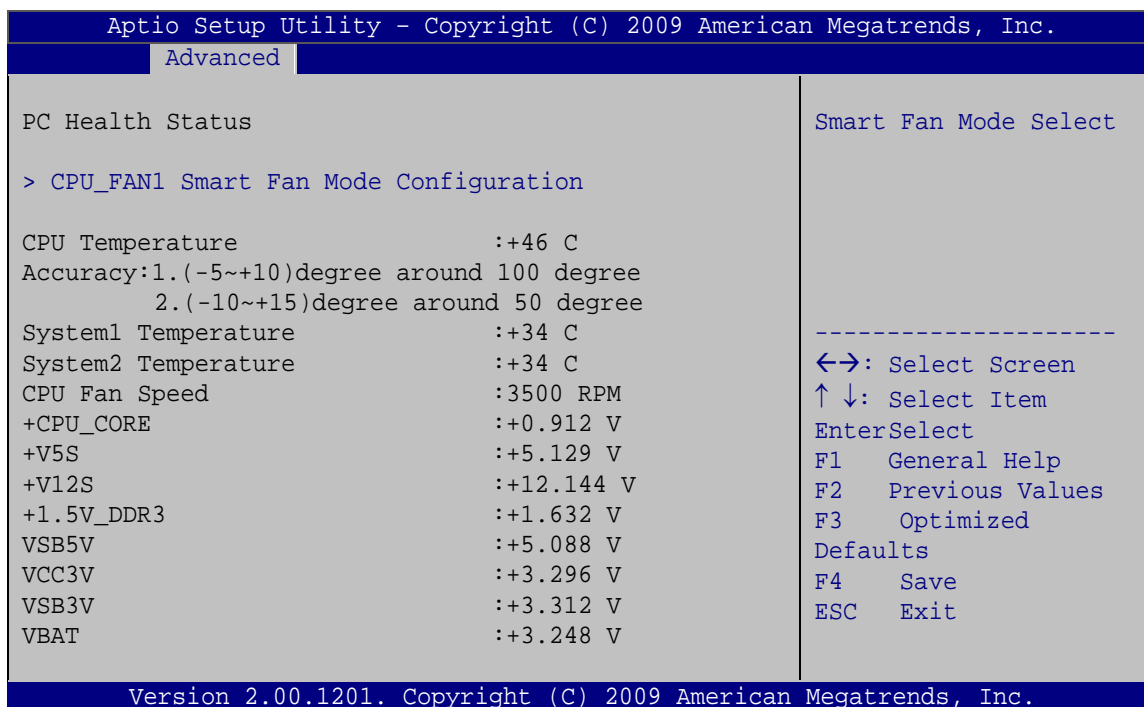 Aptio Setup Utility – Copyright (C) 2009 American Megatrends, Inc.
Advanced
PC Health Status
> CPU_FAN1 Smart Fan Mode Configuration
CPU Temperature :+46 C
Accuracy:1.(-5~+10)degree around 100 degree
2.(-10~+15)degree around 50 degree
System1 Temperature :+34 C
System2 Temperature :+34 C
CPU Fan Speed :3500 RPM
+CPU_CORE :+0.912 V
+V5S :+5.129 V
+V12S :+12.144 V
+1.5V_DDR3 :+1.632 V
VSB5V :+5.088 V
VCC3V :+3.296 V
VSB3V :+3.312 V
VBAT :+3.248 V
Smart Fan Mode Select
---------------------
←→: Select Screen
↑ ↓: Select Item
EnterSelect
F1 General Help
F2 Previous Values
F3 Optimized
Defaults
F4 Save
ESC Exit
Version 2.00.1201. Copyright (C) 2009 American Megatrends, Inc.